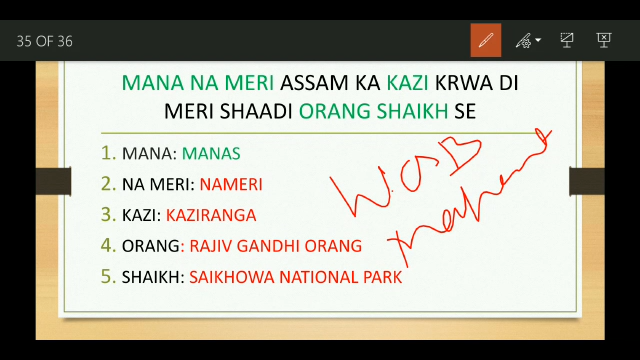 35 OF 36
MANA NA MERI ASSAM KA KAZI KRWA DI
MERI SHAADI ORANG SHAIKH SE
1. MANA: MANAS
2. NA MERI: NAMERI
3. KAZI: KAZIRANGA
4. ORANG: RAJIV GANDHI ORANG
5. SHAIKH: SAIKHOWA NATIONAL PARK